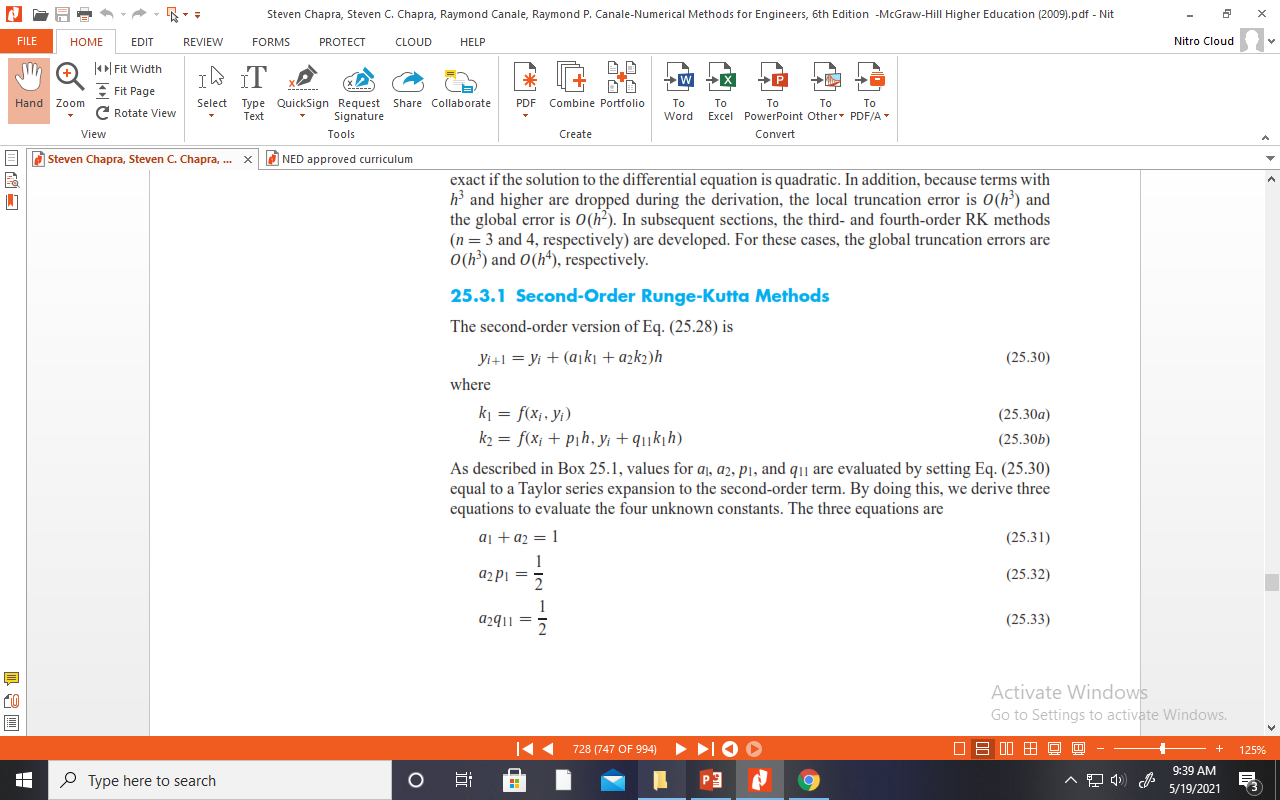 Steven Chapra, Steven C. Chapra, Raymond Canale, Raymond P. Canale-Numerical Methods for Engineers, 6th Edition -McGraw-Hill Higher Education (2009).pdf - Nit
FILE HOME EDIT REVIEW FORMS PROTECT CLOUD HELP Nitro Cloud
Hand
Zoom
Fit Width
Fit Page
Rotate View
View
Select
Type Text
QuickSign
Request Signature
Share
Collaborate
Tools
PDF
Combine
Portfolio
Create
To Word
To Excel
To PowerPoint
To Other
To PDF/A
Convert
Steven Chapra, Steven C. Chapra, ... NED approved curriculum
exact if the solution to the differential equation is quadratic. In addition, because terms with
h³ and higher are dropped during the derivation, the local truncation error is O(h³) and
the global error is O(h²). In subsequent sections, the third- and fourth-order RK methods
(n = 3 and 4, respectively) are developed. For these cases, the global truncation errors are
O(h³) and O(h⁴), respectively.
25.3.1 Second-Order Runge-Kutta Methods
The second-order version of Eq. (25.28) is
yᵢ₊₁ = yᵢ + (a₁k₁ + a₂k₂)h (25.30)
where
k₁ = f(xᵢ, yᵢ) (25.30a)
k₂ = f(xᵢ + p₁h, yᵢ + q₁₁k₁h) (25.30b)
As described in Box 25.1, values for a₁, a₂, p₁, and q₁₁ are evaluated by setting Eq. (25.30)
equal to a Taylor series expansion to the second-order term. By doing this, we derive three
equations to evaluate the four unknown constants. The three equations are
a₁ + a₂ = 1 (25.31)
a₂p₁ = 1/2 (25.32)
a₂q₁₁ = 1/2 (25.33)
Activate Windows
Go to Settings to activate Windows.
728 (747 OF 994) 125%
Type here to search
9:39 AM
5/19/2021
3